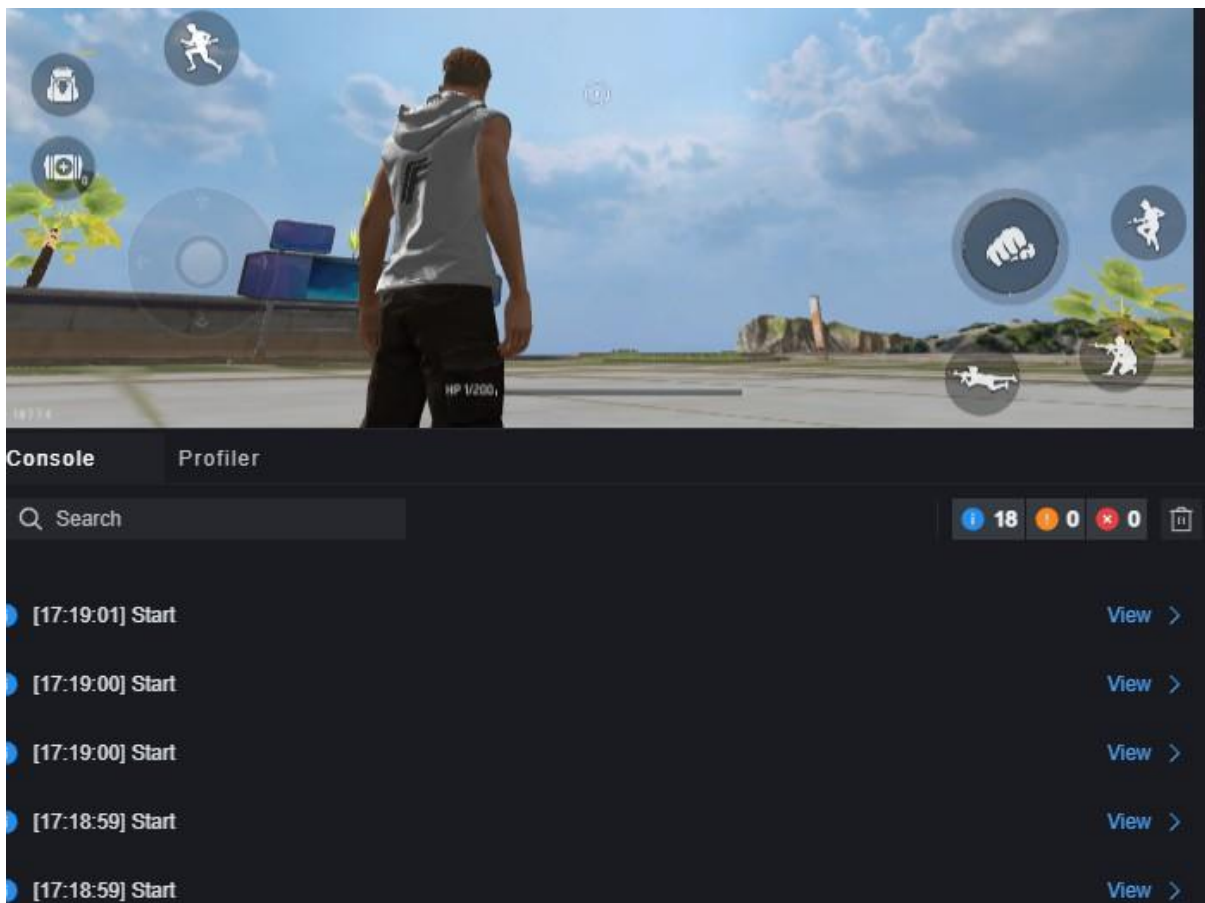 0
HP 1/200
Console
Profiler
Search
18
0
0
[17:19:01] Start
View
[17:19:00] Start
View
[17:19:00] Start
View
[17:18:59] Start
View
[17:18:59] Start
View